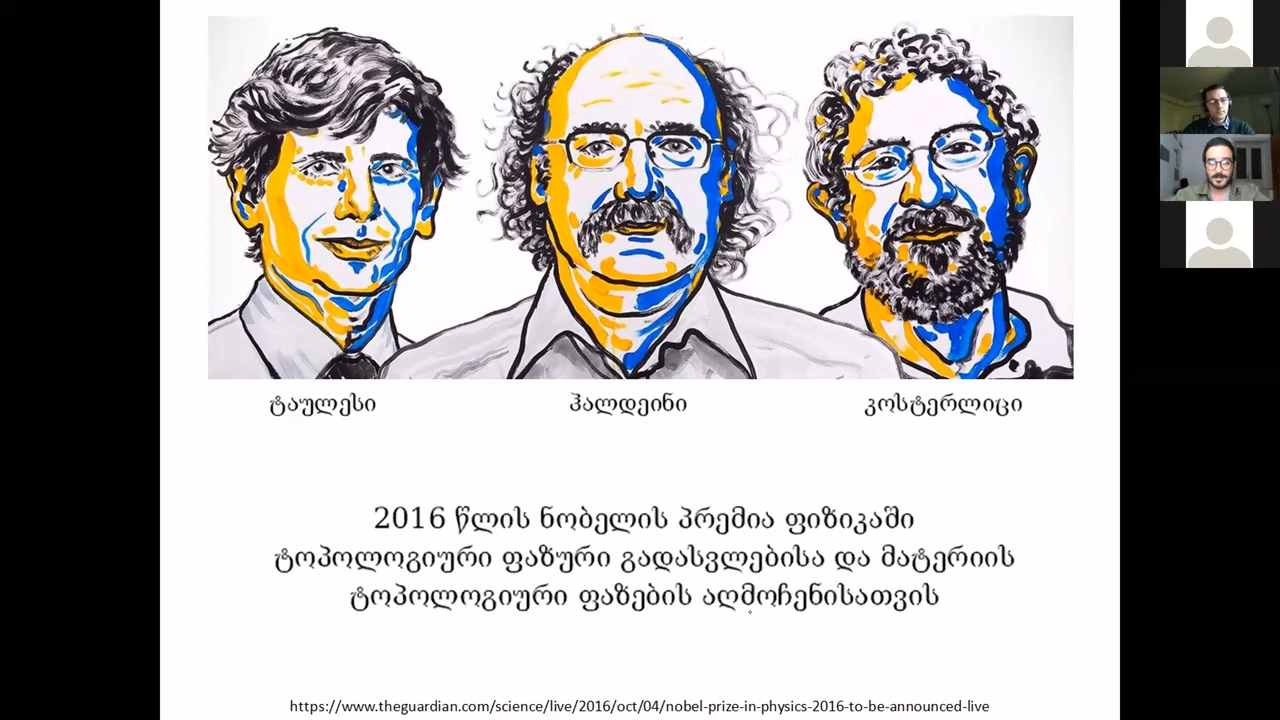 ტაულესი ჰალდეინი კოსტერლიცი
2016 წლის ნობელის პრემია ფიზიკაში
ტოპოლოგიური ფაზური გადასვლებისა და მატერიის
ტოპოლოგიური ფაზების აღმოჩენისათვის
https://www.theguardian.com/science/live/2016/oct/04/nobel-prize-in-physics-2016-to-be-announced-live